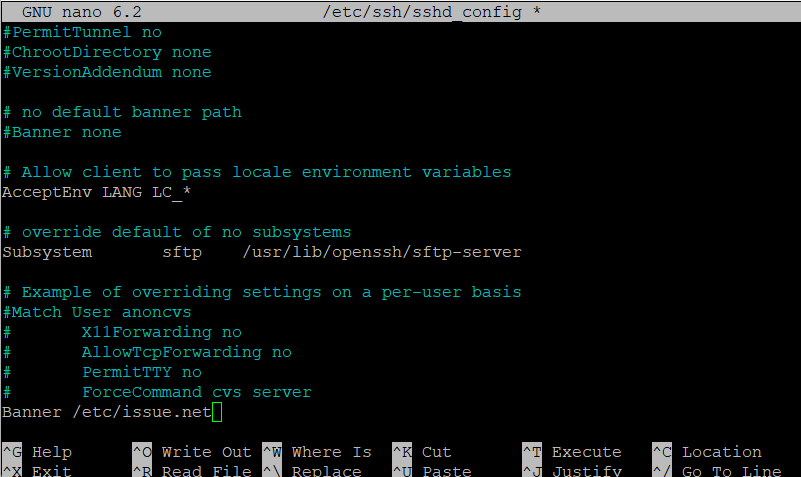 GNU nano 6.2 /etc/ssh/sshd_config *
#PermitTunnel no
#ChrootDirectory none
#VersionAddendum none
# no default banner path
#Banner none
# Allow client to pass locale environment variables
AcceptEnv LANG LC_*
# override default of no subsystems
Subsystem sftp /usr/lib/openssh/sftp-server
# Example of overriding settings on a per-user basis
#Match User anoncvs
# X11Forwarding no
# AllowTcpForwarding no
# PermitTTY no
# ForceCommand cvs server
Banner /etc/issue.net
^G Help ^O Write Out ^W Where Is ^K Cut ^T Execute ^C Location
^X Exit ^R Read File ^\ Replace ^U Paste ^J Justify ^/ Go To Line